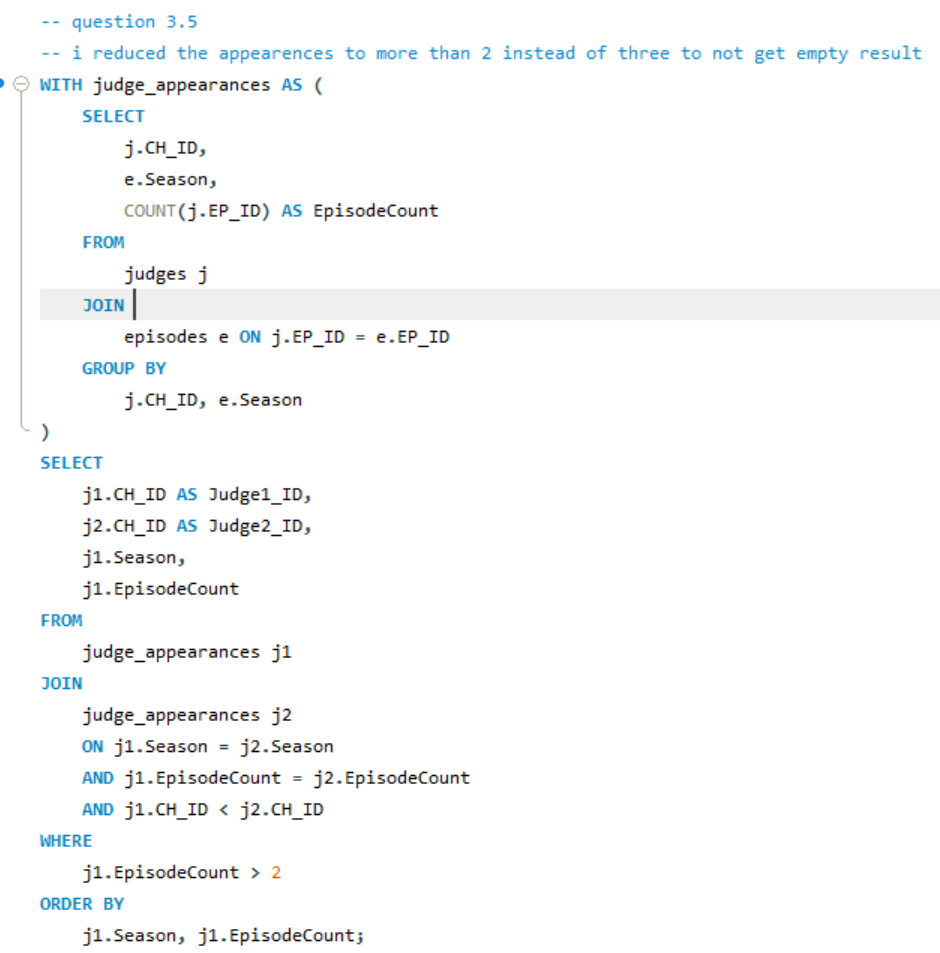 -- question 3.5
-- i reduced the appearences to more than 2 instead of three to not get empty result
WITH judge_appearances AS (
SELECT
j.CH_ID,
e.Season,
COUNT(j.EP_ID) AS EpisodeCount
FROM
judges j
JOIN
episodes e ON j.EP_ID = e.EP_ID
GROUP BY
j.CH_ID, e.Season
)
SELECT
j1.CH_ID AS Judge1_ID,
j2.CH_ID AS Judge2_ID,
j1.Season,
j1.EpisodeCount
FROM
judge_appearances j1
JOIN
judge_appearances j2
ON j1.Season = j2.Season
AND j1.EpisodeCount = j2.EpisodeCount
AND j1.CH_ID < j2.CH_ID
WHERE
j1.EpisodeCount > 2
ORDER BY
j1.Season, j1.EpisodeCount;